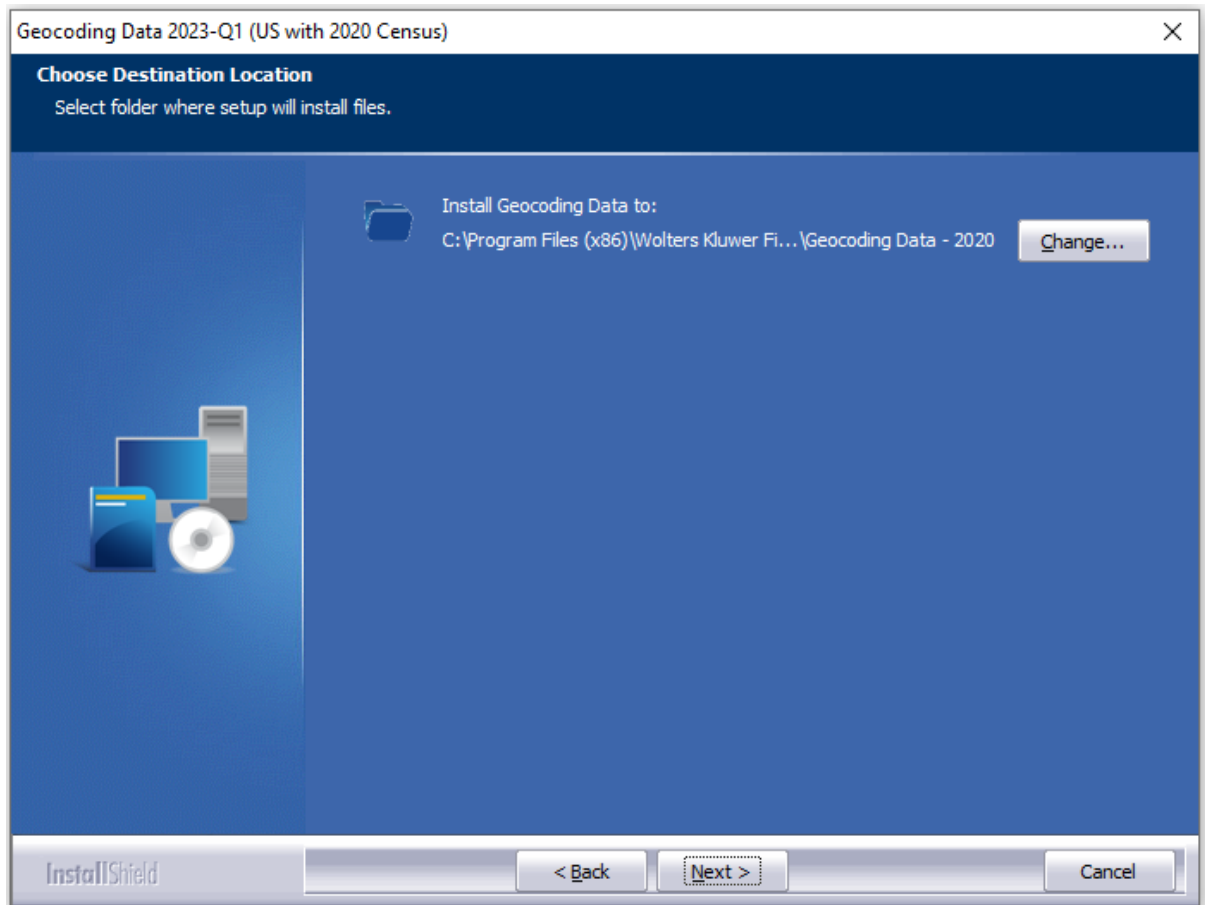 Geocoding Data 2023-Q1 (US with 2020 Census)
Choose Destination Location
Select folder where setup will install files.
Install Geocoding Data to:
C:\Program Files (x86)\Wolters Kluwer Fi...\Geocoding Data - 2020
Change...
InstallShield
< Back
Next >
Cancel